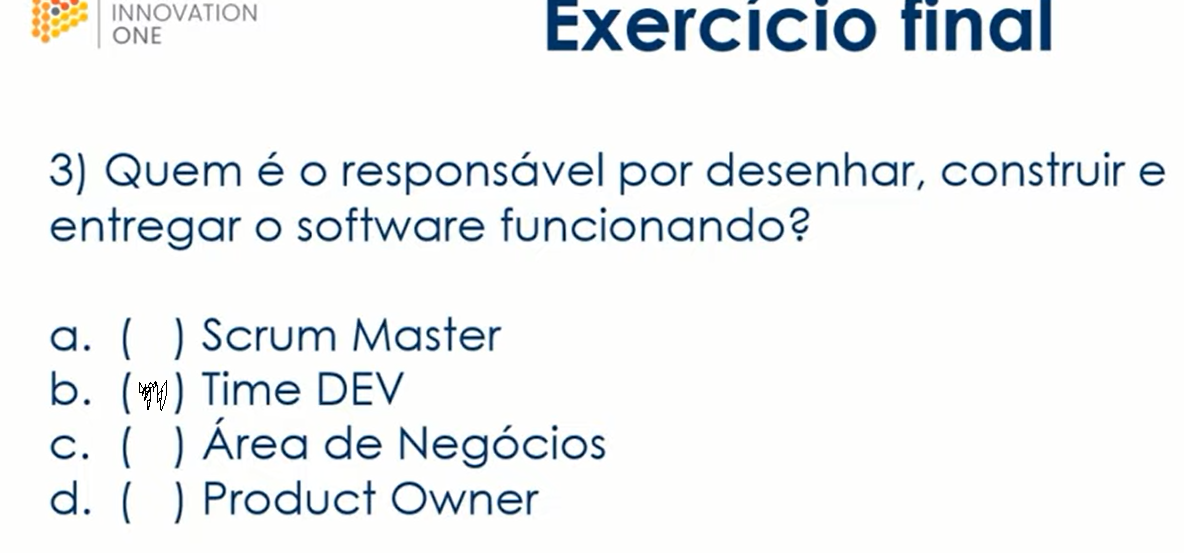 INNOVATION
ONE
Exercício final
3) Quem é o responsável por desenhar, construir e
entregar o software funcionando?
a. ( ) Scrum Master
b. ( ) Time DEV
c. ( ) Área de Negócios
d. ( ) Product Owner